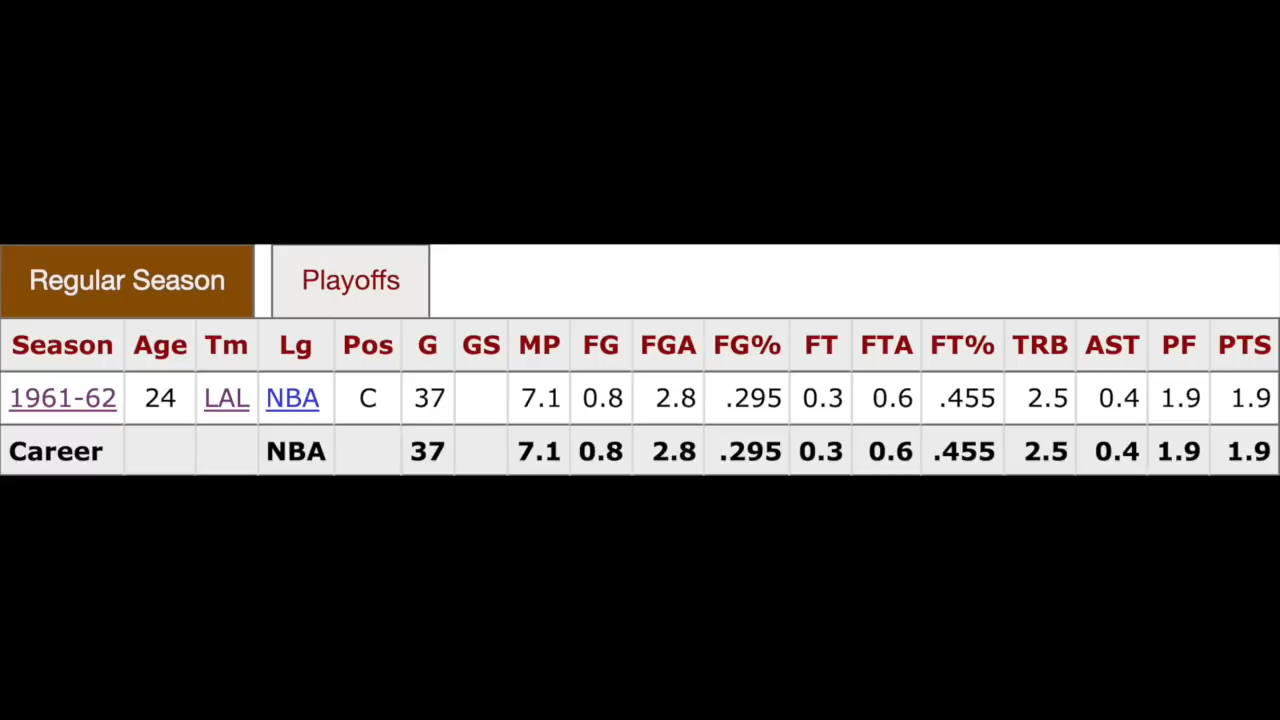 Regular Season Playoffs
Season Age Tm Lg Pos G GS MP FG FGA FG% FT FTA FT% TRB AST PF PTS
1961-62 24 LAL NBA C 37 7.1 0.8 2.8 .295 0.3 0.6 .455 2.5 0.4 1.9 1.9
Career NBA 37 7.1 0.8 2.8 .295 0.3 0.6 .455 2.5 0.4 1.9 1.9